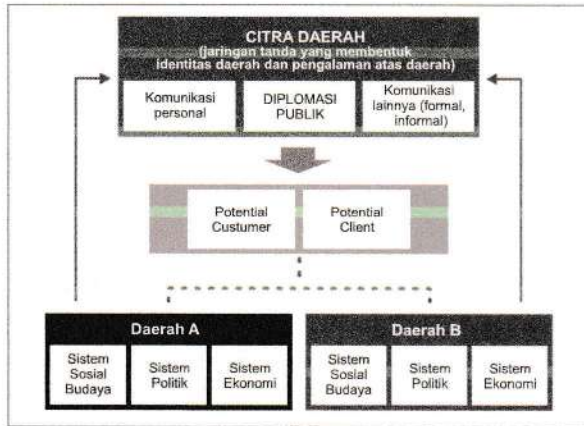 CITRA DAERAH
(jaringan tanda yang membentuk
identitas daerah dan pengalaman atas daerah)
Komunikasi
personal
DIPLOMASI
PUBLIK
Komunikasi
lainnya (formal,
informal)
Potential
Custumer
Potential
Client
Daerah A
Sistem
Sosial
Budaya
Sistem
Politik
Sistem
Ekonomi
Daerah B
Sistem
Sosial
Budaya
Sistem
Politik
Sistem
Ekonomi